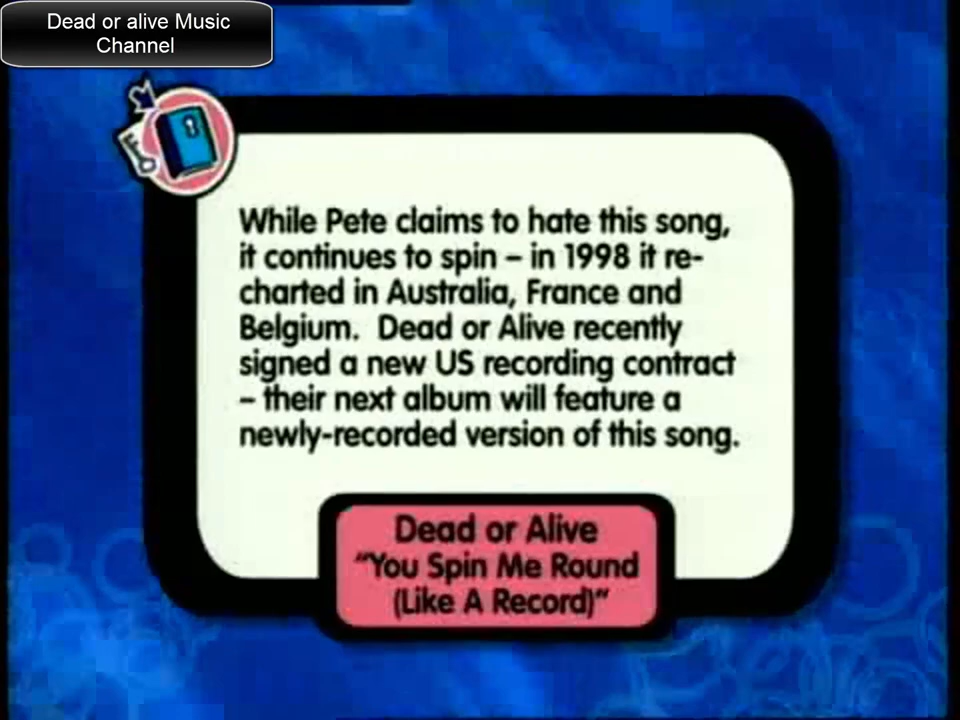 Dead or alive Music
Channel
While Pete claims to hate this song,
it continues to spin – in 1998 it re-
charted in Australia, France and
Belgium. Dead or Alive recently
signed a new US recording contract
– their next album will feature a
newly-recorded version of this song.
Dead or Alive
"You Spin Me Round
(Like A Record)"